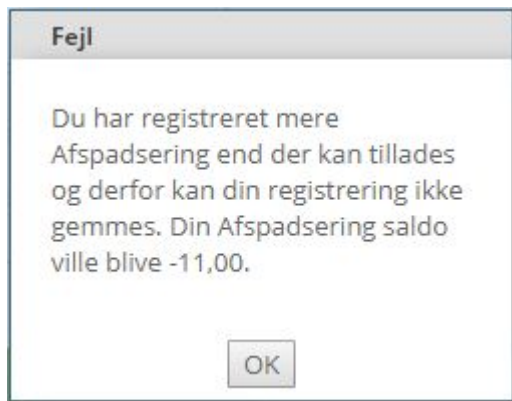 Fejl
Du har registreret mere
Afspadsering end der kan tillades
og derfor kan din registrering ikke
gemmes. Din Afspadsering saldo
ville blive -11,00.
OK